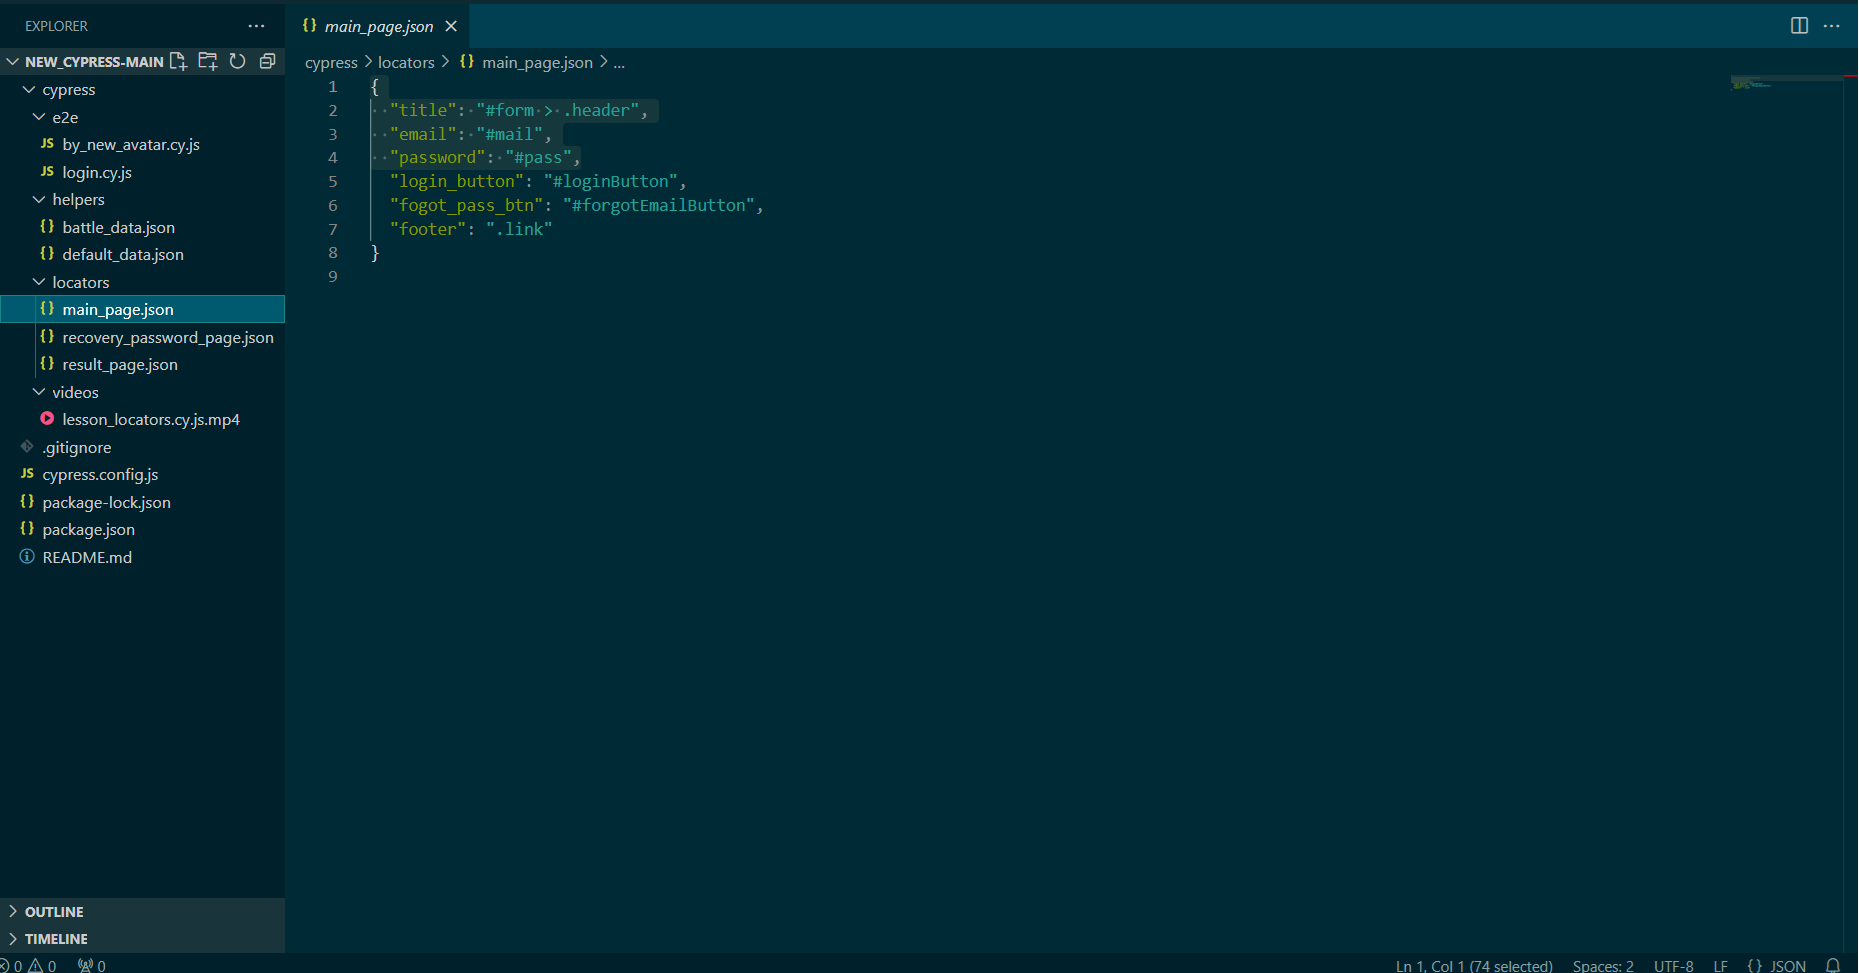 EXPLORER
NEW_CYPRESS-MAIN
cypress
e2e
JS by_new_avatar.cy.js
JS login.cy.js
helpers
{} battle_data.json
{} default_data.json
locators
{} main_page.json
{} recovery_password_page.json
{} result_page.json
videos
lesson_locators.cy.js.mp4
.gitignore
JS cypress.config.js
{} package-lock.json
{} package.json
README.md
OUTLINE
TIMELINE
{} main_page.json
cypress > locators > {} main_page.json > ...
1 {
2 "title": "#form > .header",
3 "email": "#mail",
4 "password": "#pass",
5 "login_button": "#loginButton",
6 "fogot_pass_btn": "#forgotEmailButton",
7 "footer": ".link"
8 }
9
0 0 0
Ln 1, Col 1 (74 selected) Spaces: 2 UTF-8 LF {} JSON